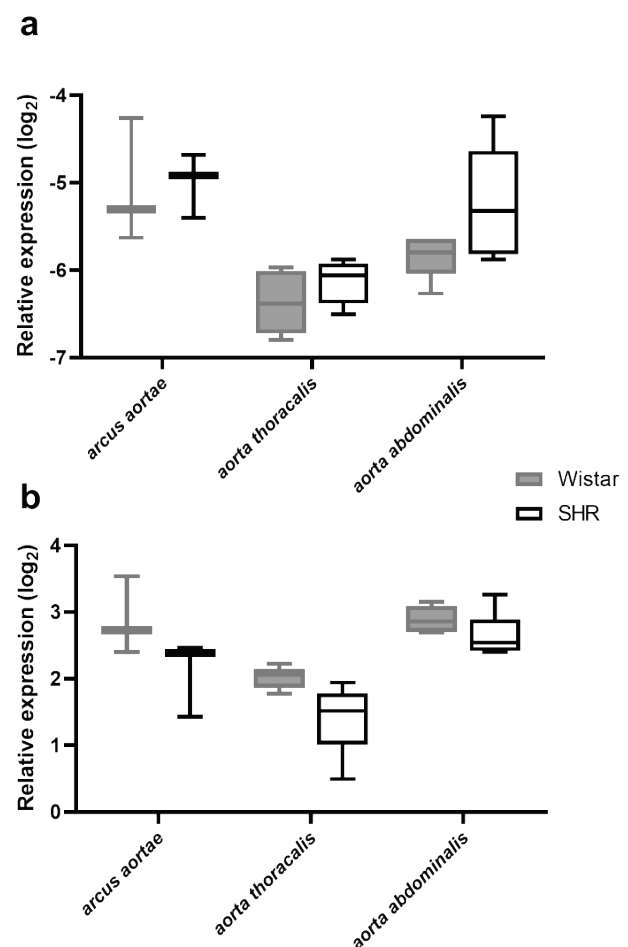 a
Relative expression (log2)
-4
-5
-6
-7
arcus aortae
aorta thoracalis
aorta abdominalis
Wistar
SHR
b
Relative expression (log2)
4
3
2
1
0
arcus aortae
aorta thoracalis
aorta abdominalis